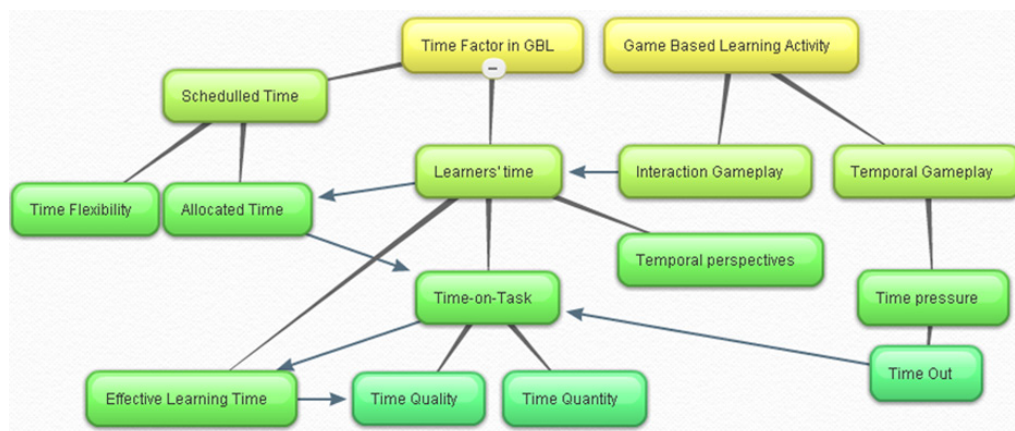 Time Factor in GBL
Game Based Learning Activity
Schedulled Time
Learners' time
Interaction Gameplay
Temporal Gameplay
Time Flexibility
Allocated Time
Temporal perspectives
Time-on-Task
Time pressure
Time Out
Effective Learning Time
Time Quality
Time Quantity